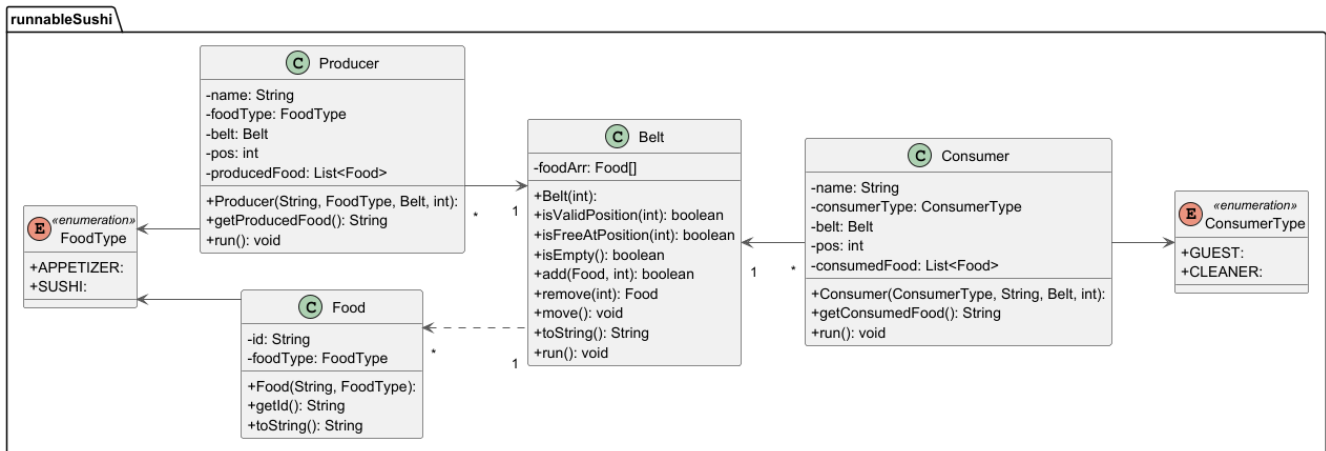 runnableSushi
C Producer
-name: String
-foodType: FoodType
-belt: Belt
-pos: int
-producedFood: List<Food>
+Producer(String, FoodType, Belt, int):
+getProducedFood(): String
+run(): void
*
1
E «enumeration»
FoodType
+APPETIZER:
+SUSHI:
C Food
-id: String
-foodType: FoodType
+Food(String, FoodType):
+getId(): String
+toString(): String
*
1
C Belt
-foodArr: Food[]
+Belt(int):
+isValidPosition(int): boolean
+isFreeAtPosition(int): boolean
+isEmpty(): boolean
+add(Food, int): boolean
+remove(int): Food
+move(): void
+toString(): String
+run(): void
1
*
C Consumer
-name: String
-consumerType: ConsumerType
-belt: Belt
-pos: int
-consumedFood: List<Food>
+Consumer(ConsumerType, String, Belt, int):
+getConsumedFood(): String
+run(): void
E «enumeration»
ConsumerType
+GUEST:
+CLEANER: